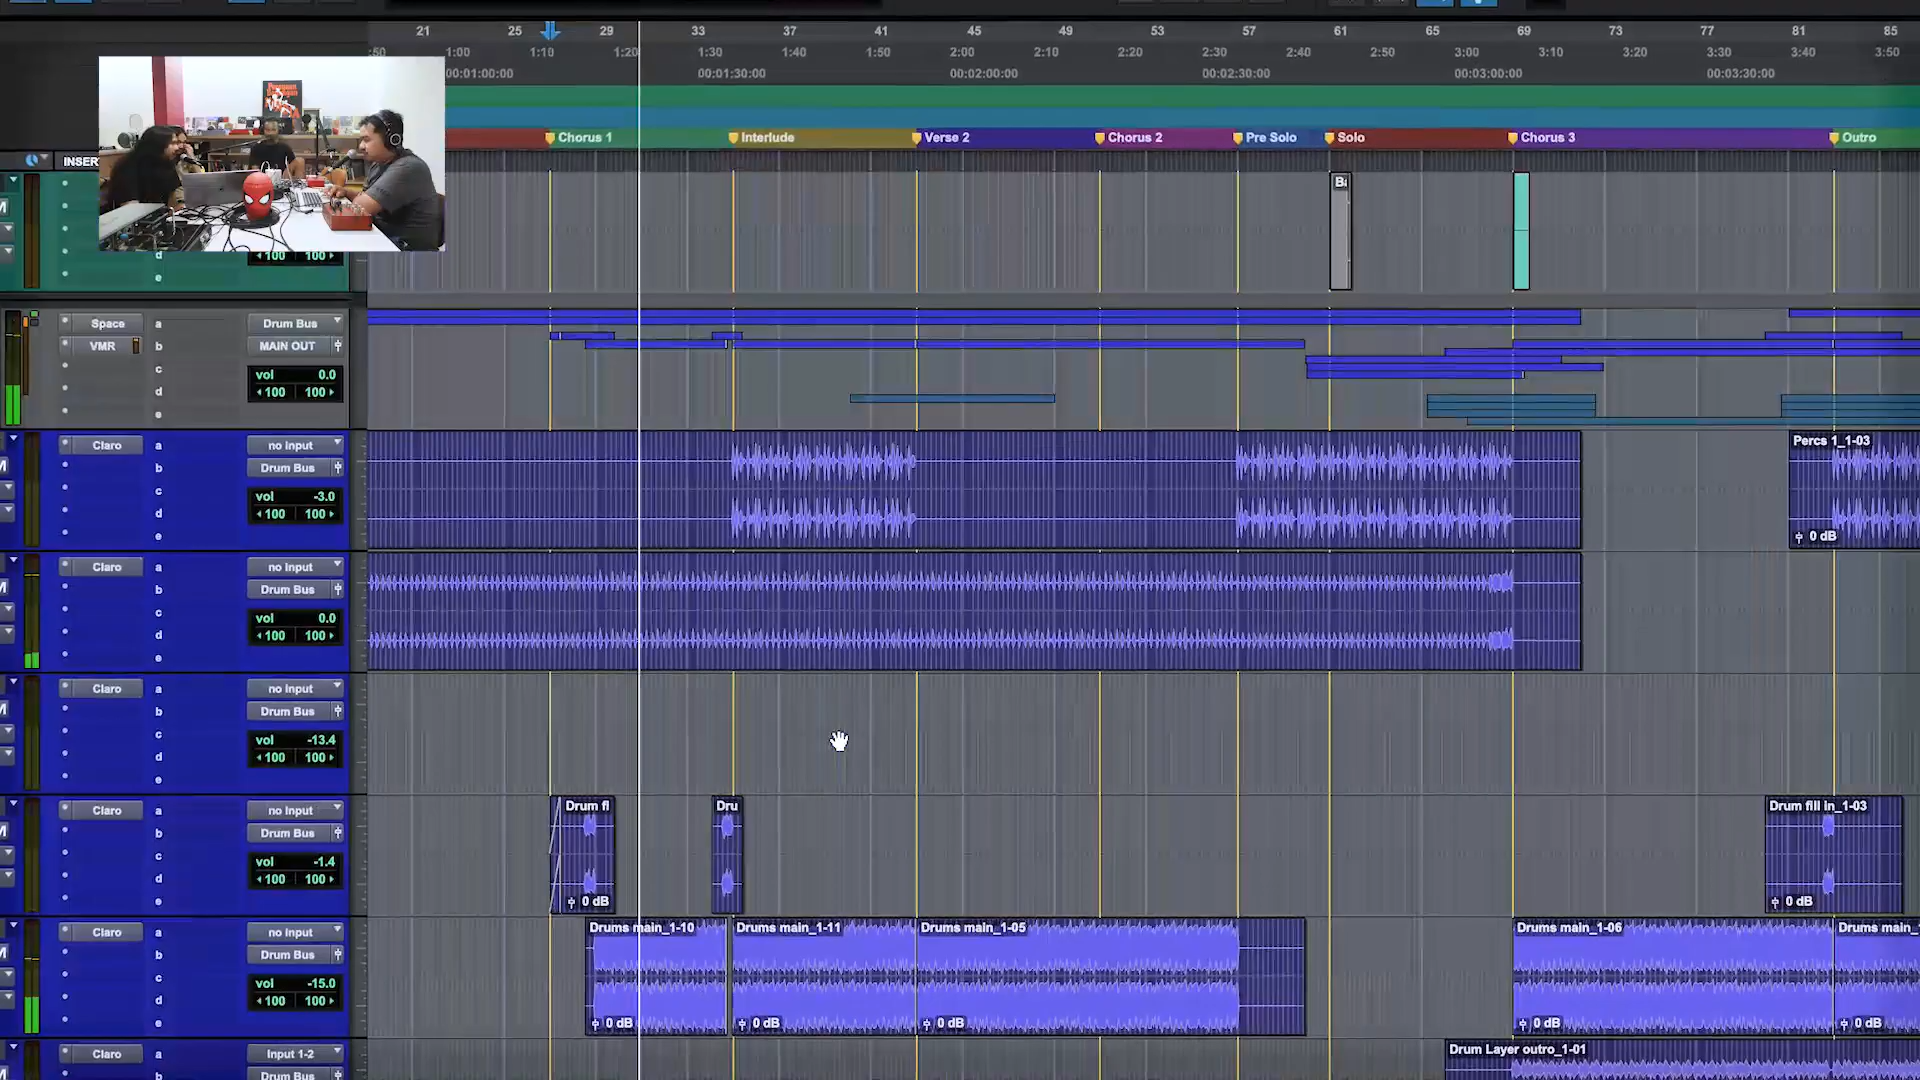 21 25 29 33 37 41 45 49 53 57 61 65 69 73 77 81 85
:50 1:00 1:10 1:20 1:30 1:40 1:50 2:00 2:10 2:20 2:30 2:40 2:50 3:00 3:10 3:20 3:30 3:40 3:50
00:01:00:00 00:01:30:00 00:02:00:00 00:02:30:00 00:03:00:00 00:03:30:00
Chorus 1 Interlude Verse 2 Chorus 2 Pre Solo Solo Chorus 3 Outro
INSER
d 100 100
e
Space a Drum Bus
VMR b MAIN OUT
c vol 0.0
d 100 100
e
Claro a no Input Percs 1_1-03
b Drum Bus
c vol -3.0
d 100 100
e 0 dB
Claro a no Input
b Drum Bus
c vol 0.0
d 100 100
e
Claro a no Input
b Drum Bus
c vol -13.4
d 100 100
e
Claro a no Input Drum fi Dru Drum fill in_1-03
b Drum Bus
c vol -1.4
d 100 100
e 0 dB 0 dB
Claro a no Input Drums main_1-10 Drums main_1-11 Drums main_1-05 Drums main_1-06 Drums main_
b Drum Bus
c vol -15.0
d 100 100
e 0 dB 0 dB 0 dB 0 dB 0 dB
Claro a Input 1-2 Drum Layer outro_1-01
b Drum Bus